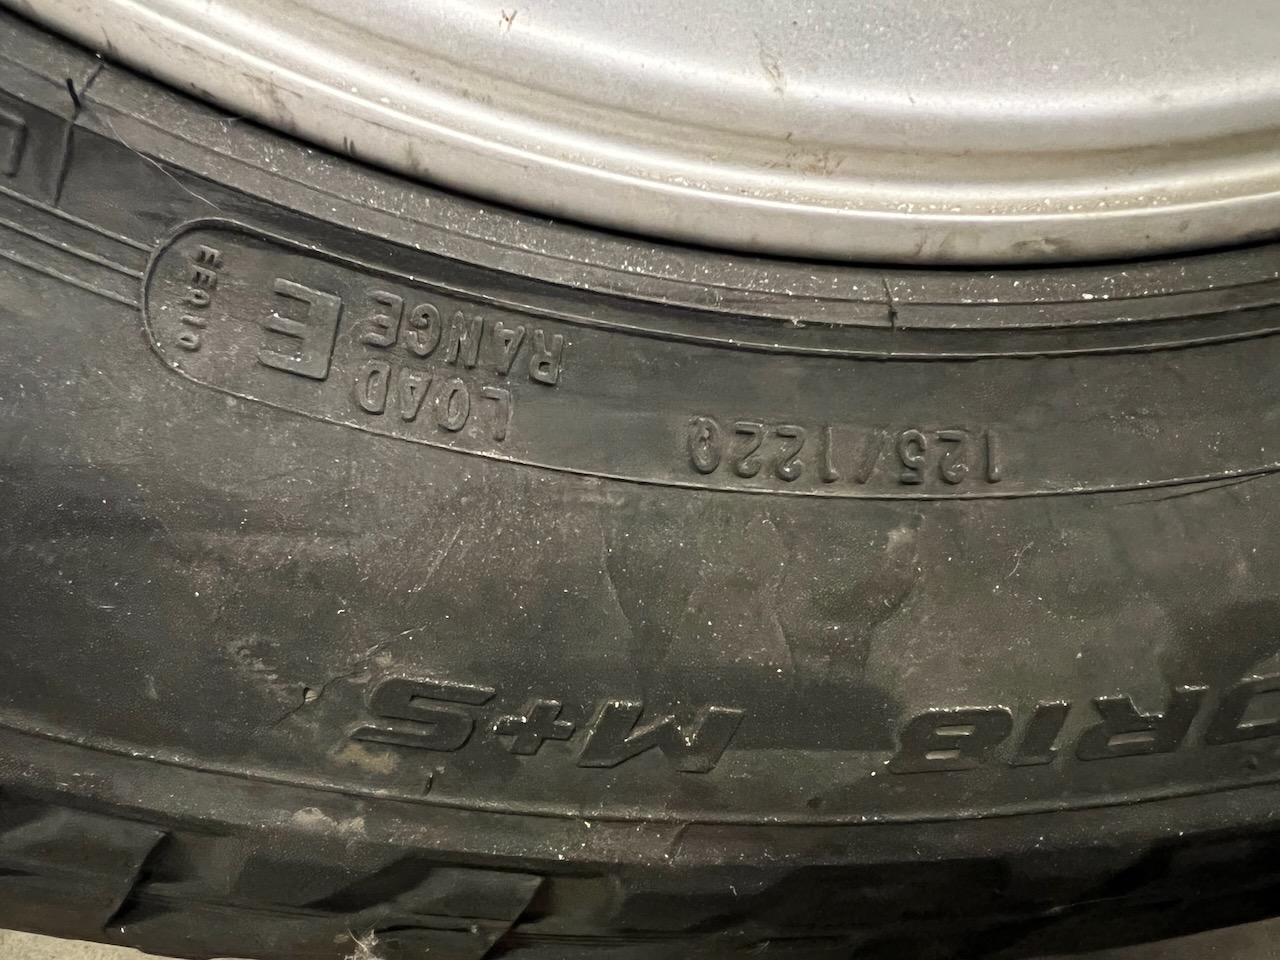 R18 M+S
125/122Q
LOAD
RANGE
E